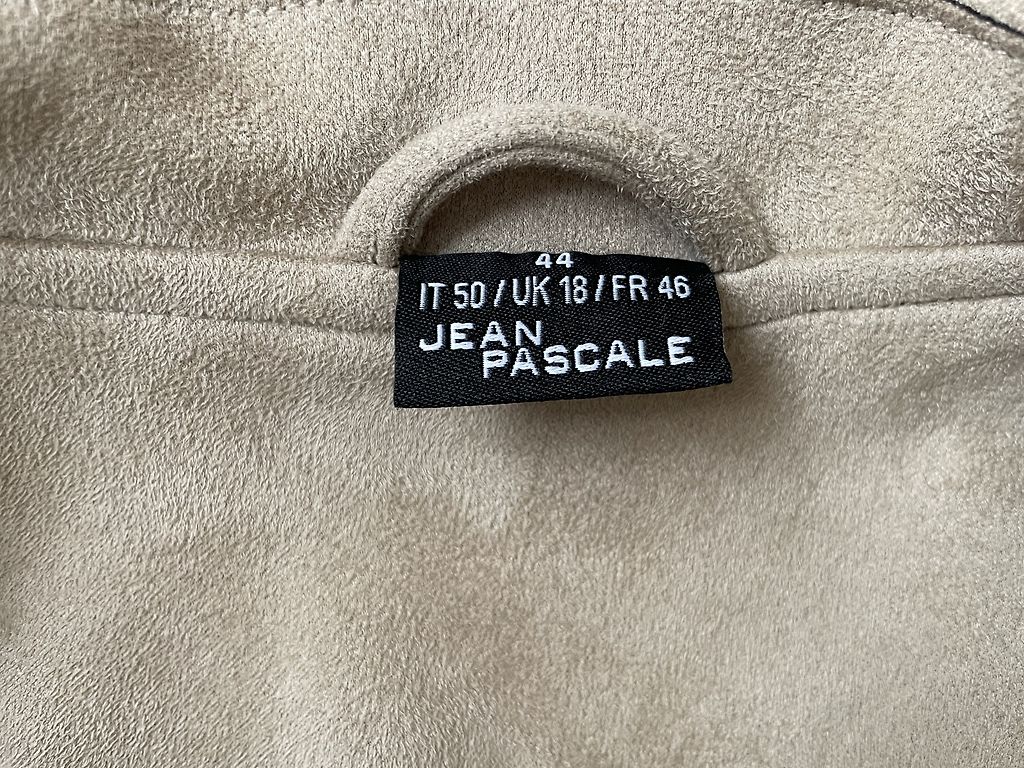 44
IT 50 / UK 18 / FR 46
JEAN
PASCALE